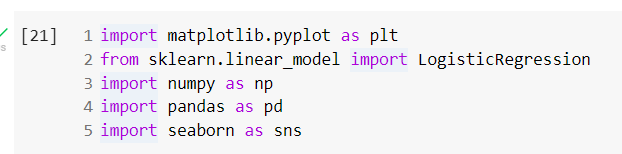 [21] 1 import matplotlib.pyplot as plt
2 from sklearn.linear_model import LogisticRegression
3 import numpy as np
4 import pandas as pd
5 import seaborn as sns